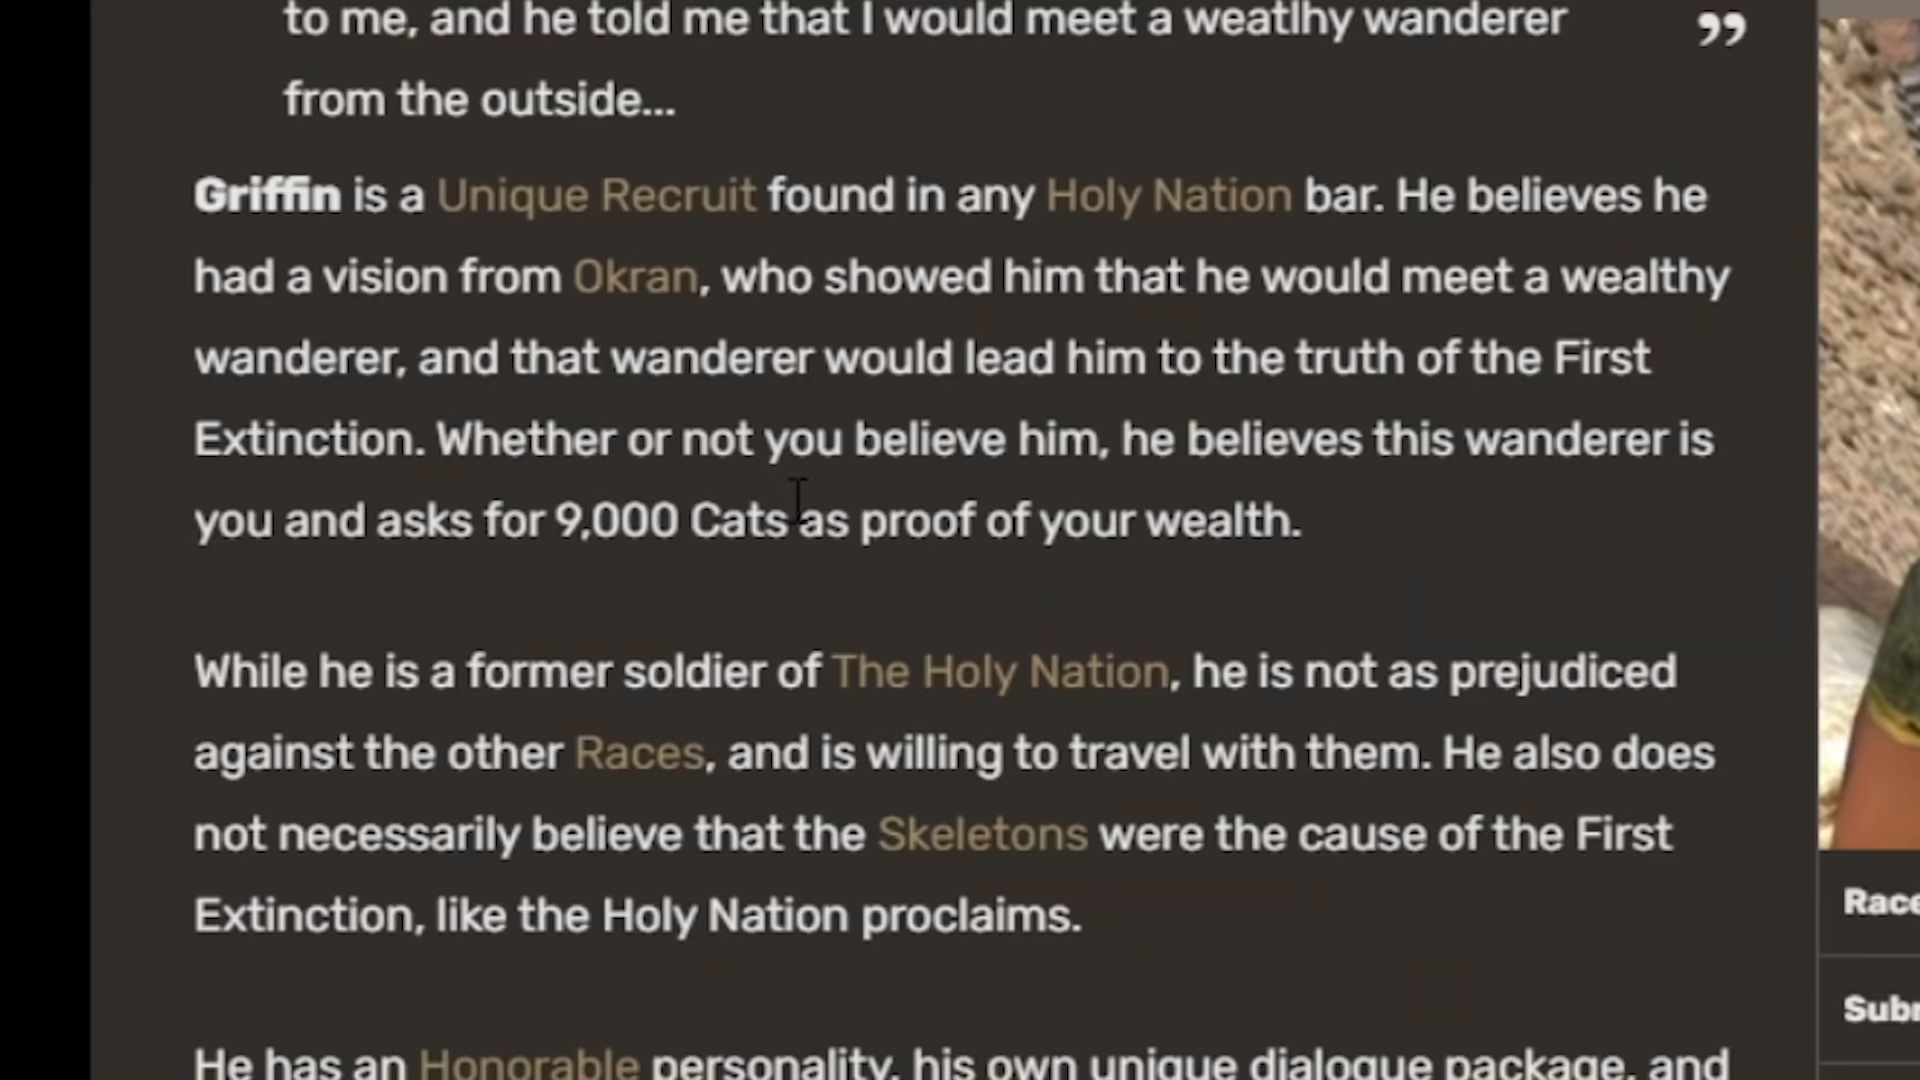 to me, and he told me that I would meet a weatlhy wanderer
from the outside...
”
Griffin is a Unique Recruit found in any Holy Nation bar. He believes he
had a vision from Okran, who showed him that he would meet a wealthy
wanderer, and that wanderer would lead him to the truth of the First
Extinction. Whether or not you believe him, he believes this wanderer is
you and asks for 9,000 Cats as proof of your wealth.
While he is a former soldier of The Holy Nation, he is not as prejudiced
against the other Races, and is willing to travel with them. He also does
not necessarily believe that the Skeletons were the cause of the First
Extinction, like the Holy Nation proclaims.
He has an Honorable personality, his own unique dialogue package, and
Race